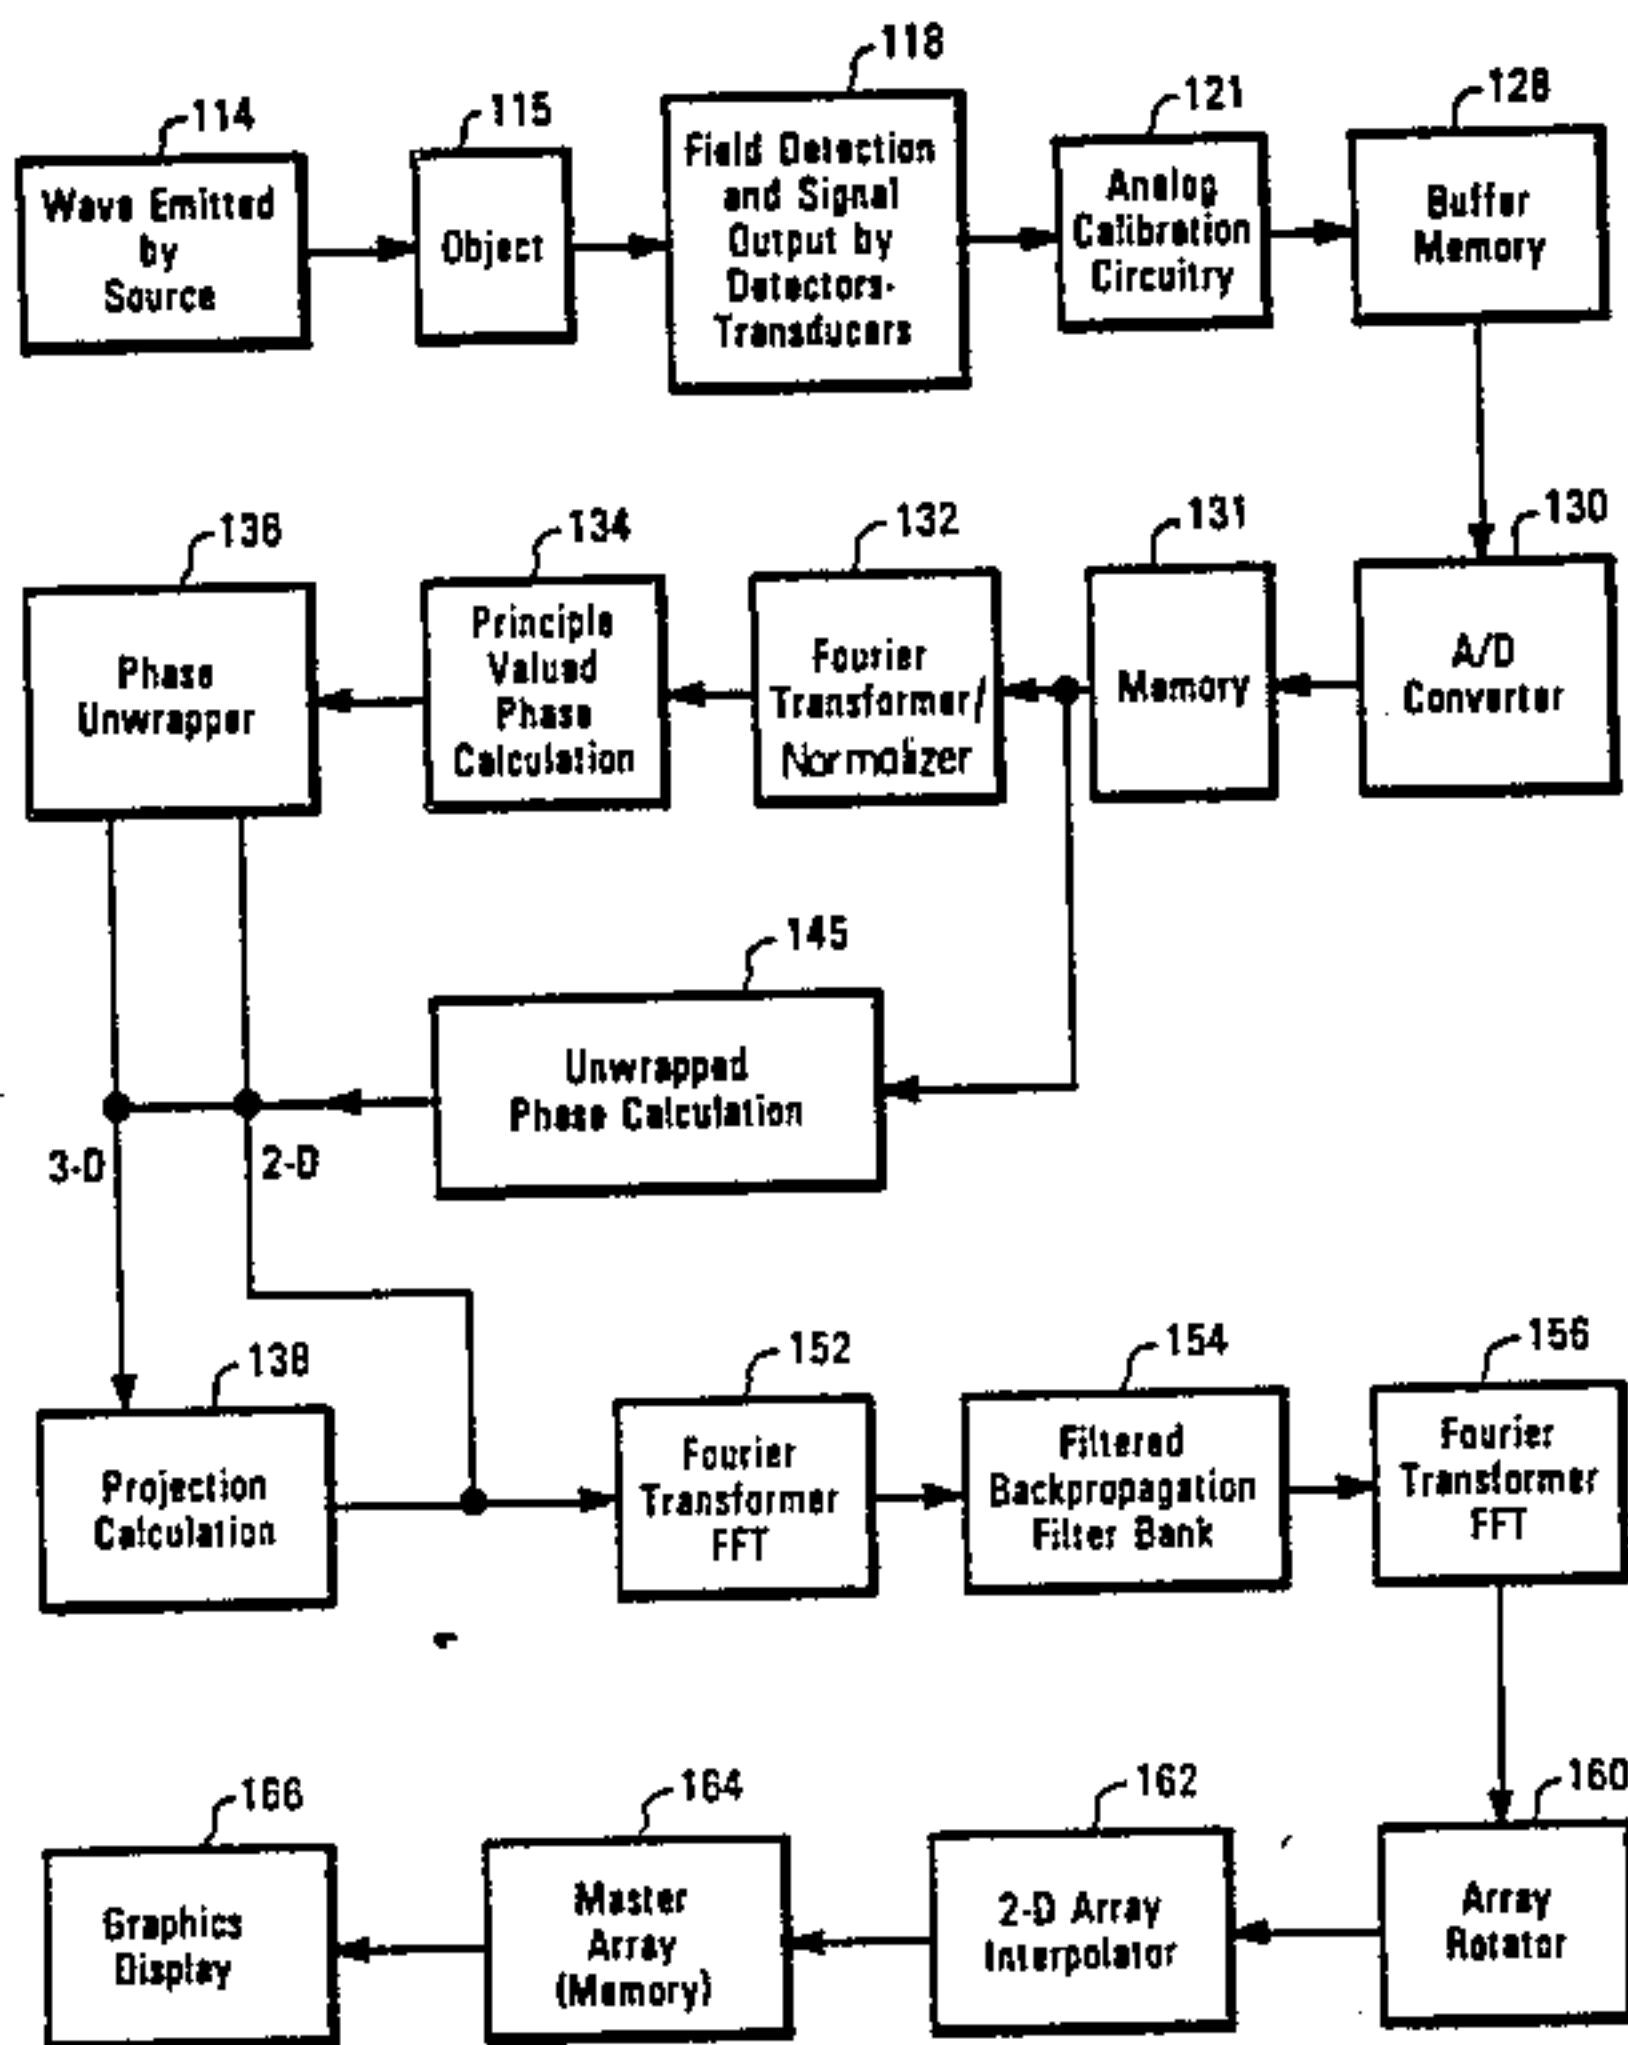 114
Wave Emitted
by
Source
115
Object
118
Field Detection
and Signal
Output by
Detectors-
Transducers
121
Analog
Calibration
Circuitry
128
Buffer
Memory
136
Phase
Unwrapper
134
Principle
Valued
Phase
Calculation
132
Fourier
Transformer/
Normalizer
131
Memory
130
A/D
Converter
145
Unwrapped
Phase Calculation
3-D
2-D
138
Projection
Calculation
152
Fourier
Transformer
FFT
154
Filtered
Backpropagation
Filter Bank
156
Fourier
Transformer
FFT
166
Graphics
Display
164
Master
Array
(Memory)
162
2-D Array
Interpolator
160
Array
Rotator